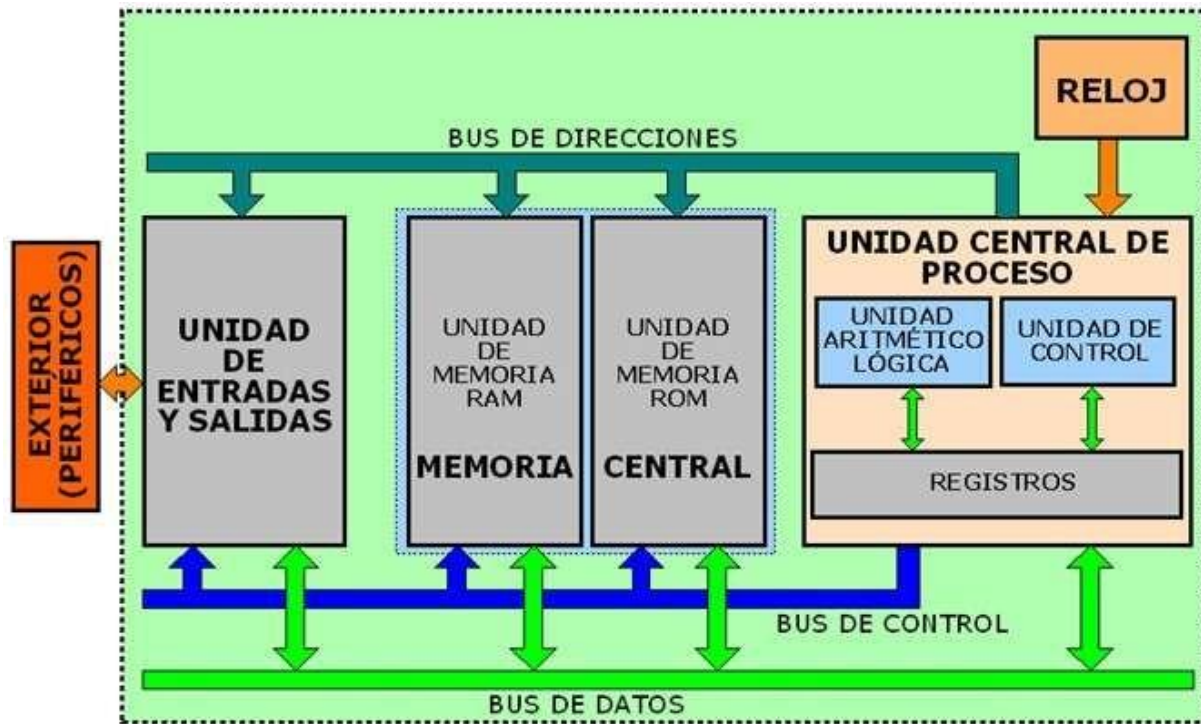 RELOJ
BUS DE DIRECCIONES
EXTERIOR
(PERIFÉRICOS)
UNIDAD
DE
ENTRADAS
Y SALIDAS
UNIDAD
DE
MEMORIA
RAM
MEMORIA
UNIDAD
DE
MEMORIA
ROM
CENTRAL
UNIDAD CENTRAL DE
PROCESO
UNIDAD
ARITMÉTICO
LÓGICA
UNIDAD DE
CONTROL
REGISTROS
BUS DE CONTROL
BUS DE DATOS